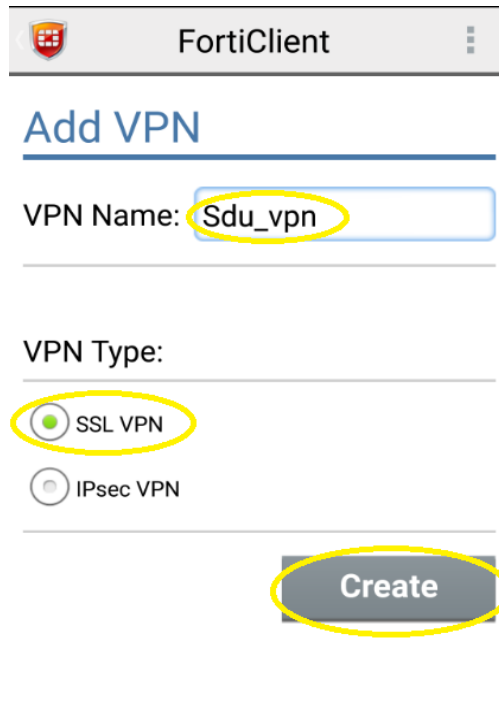 FortiClient
Add VPN
VPN Name: Sdu_vpn
VPN Type:
SSL VPN
IPsec VPN
Create